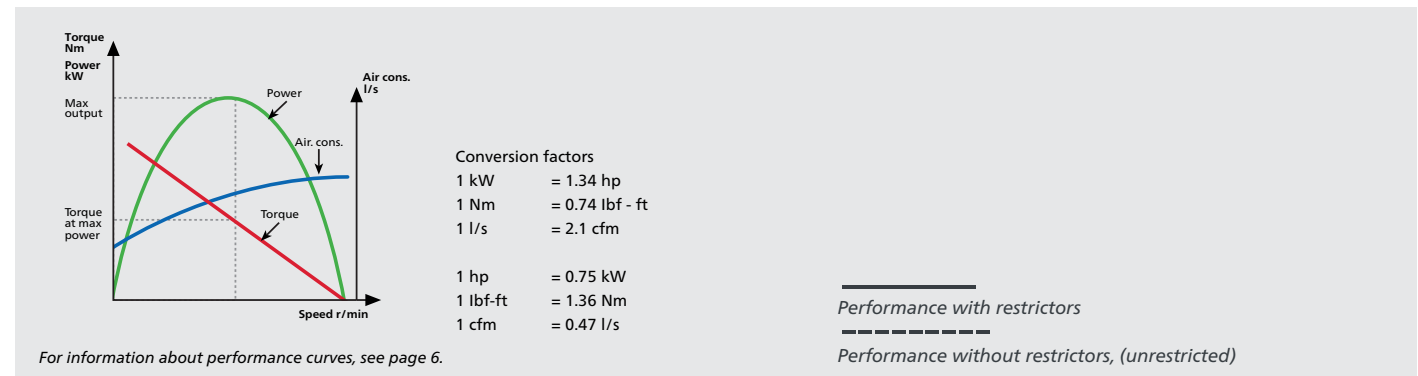 Torque
Nm
Power
kW
Max
output
Power
Air cons.
l/s
Air. cons.
Torque
at max
power
Torque
Speed r/min
For information about performance curves, see page 6.
Conversion factors
1 kW = 1.34 hp
1 Nm = 0.74 Ibf - ft
1 l/s = 2.1 cfm
1 hp = 0.75 kW
1 Ibf-ft = 1.36 Nm
1 cfm = 0.47 l/s
Performance with restrictors
Performance without restrictors, (unrestricted)